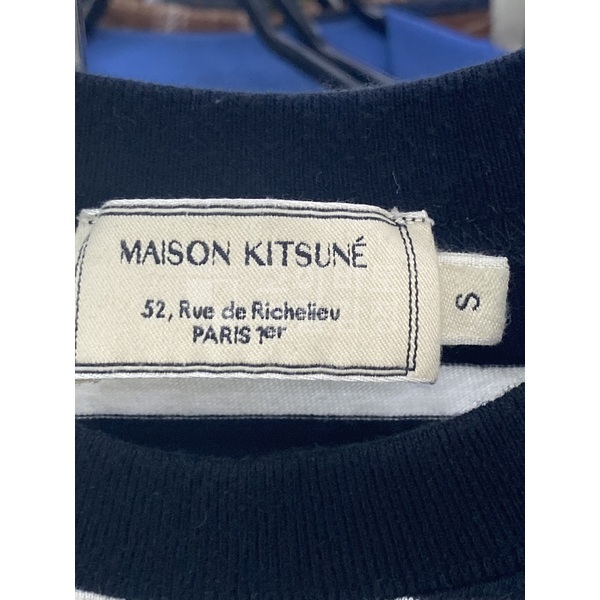 MAISON KITSUNÉ
52, Rue de Richelieu
PARIS 1er
S